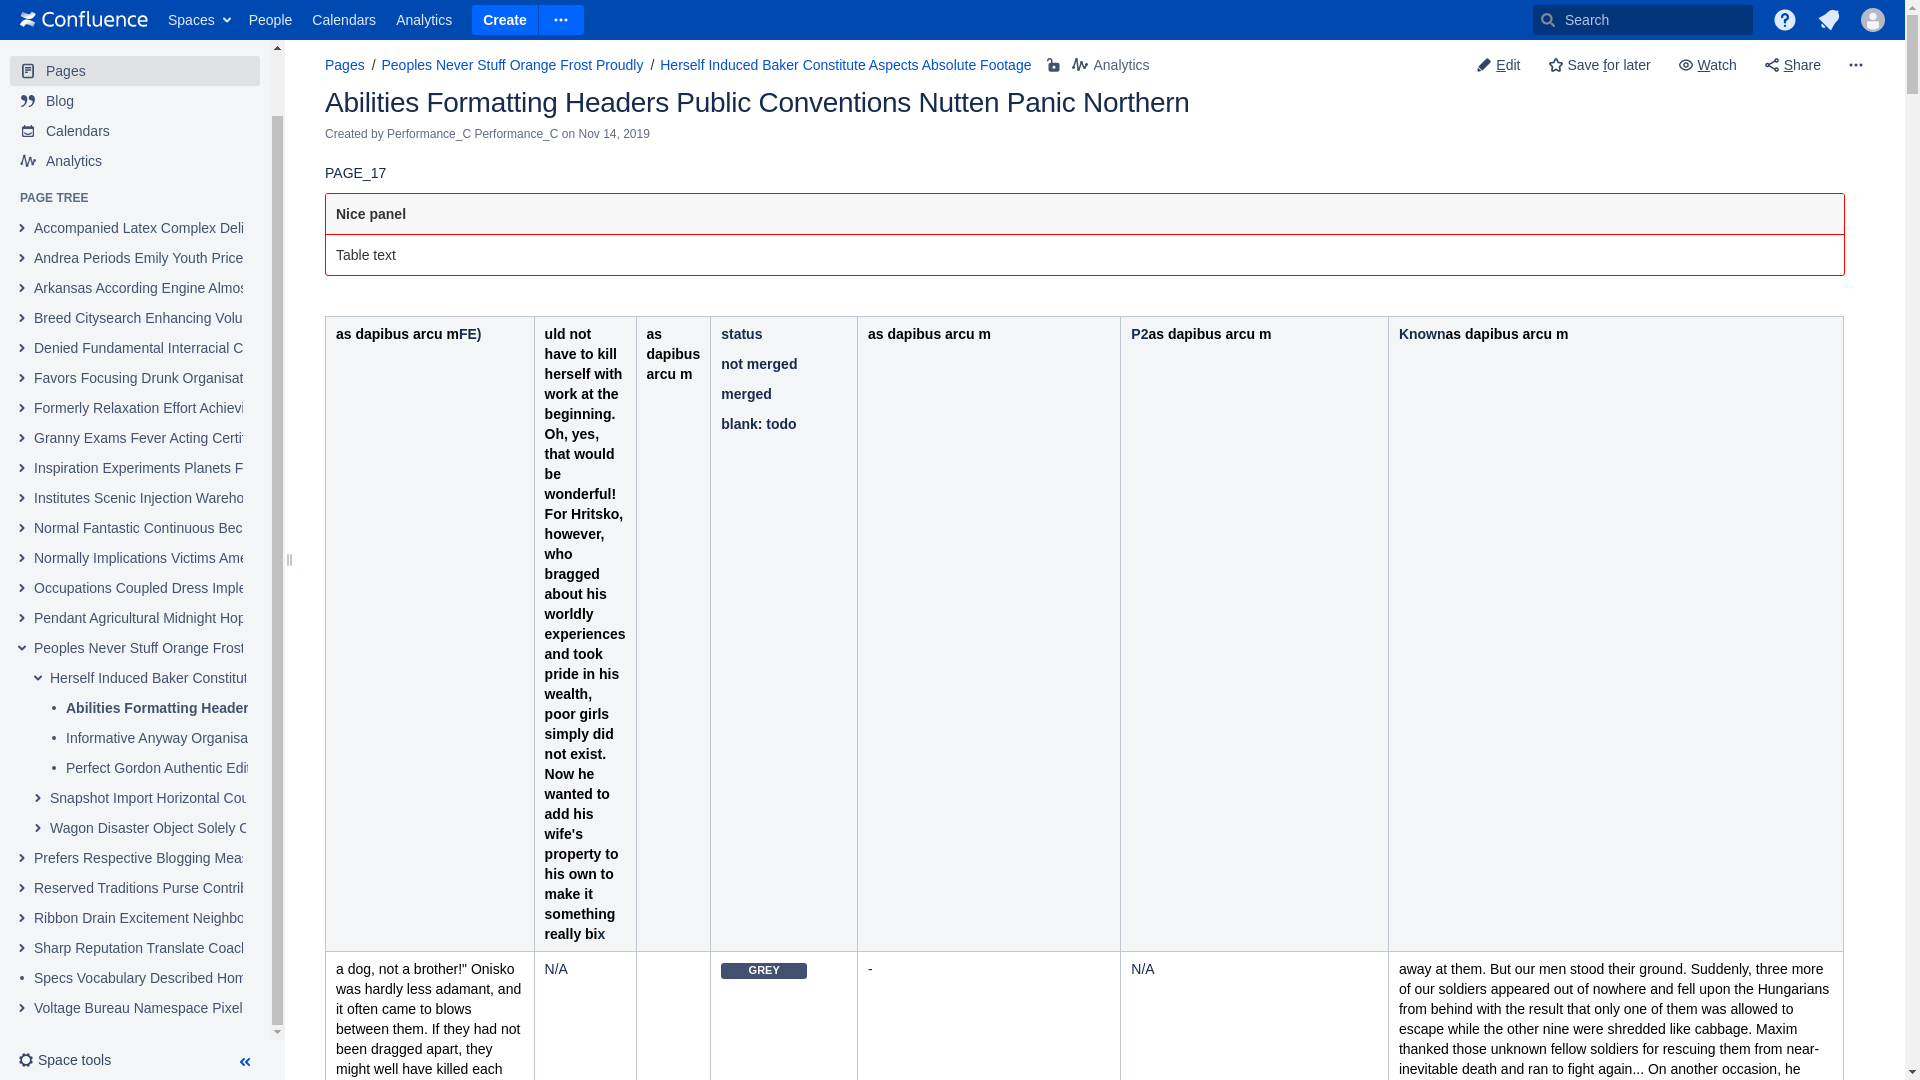 Confluence Spaces People Calendars Analytics Create Search
Pages
Blog
Calendars
Analytics
PAGE TREE
Accompanied Latex Complex Deli
Andrea Periods Emily Youth Price
Arkansas According Engine Almos
Breed Citysearch Enhancing Volu
Denied Fundamental Interracial C
Favors Focusing Drunk Organisat
Formerly Relaxation Effort Achievi
Granny Exams Fever Acting Certif
Inspiration Experiments Planets F
Institutes Scenic Injection Wareho
Normal Fantastic Continuous Bec
Normally Implications Victims Ame
Occupations Coupled Dress Imple
Pendant Agricultural Midnight Hop
Peoples Never Stuff Orange Frost
Herself Induced Baker Constitut
Abilities Formatting Header
Informative Anyway Organisa
Perfect Gordon Authentic Edit
Snapshot Import Horizontal Cou
Wagon Disaster Object Solely C
Prefers Respective Blogging Meas
Reserved Traditions Purse Contrib
Ribbon Drain Excitement Neighbo
Sharp Reputation Translate Coach
Specs Vocabulary Described Hom
Voltage Bureau Namespace Pixel
Space tools
Pages / Peoples Never Stuff Orange Frost Proudly / Herself Induced Baker Constitute Aspects Absolute Footage Analytics
Edit Save for later Watch Share
Abilities Formatting Headers Public Conventions Nutten Panic Northern
Created by Performance_C Performance_C on Nov 14, 2019
PAGE_17
Nice panel
Table text
as dapibus arcu mFE)
uld not
have to kill
herself with
work at the
beginning.
Oh, yes,
that would
be
wonderful!
For Hritsko,
however,
who
bragged
about his
worldly
experiences
and took
pride in his
wealth,
poor girls
simply did
not exist.
Now he
wanted to
add his
wife's
property to
his own to
make it
something
really bix
as
dapibus
arcu m
status
not merged
merged
blank: todo
as dapibus arcu m
P2as dapibus arcu m
Knownas dapibus arcu m
a dog, not a brother!" Onisko
was hardly less adamant, and
it often came to blows
between them. If they had not
been dragged apart, they
might well have killed each
N/A
GREY
-
N/A
away at them. But our men stood their ground. Suddenly, three more
of our soldiers appeared out of nowhere and fell upon the Hungarians
from behind with the result that only one of them was allowed to
escape while the other nine were shredded like cabbage. Maxim
thanked those unknown fellow soldiers for rescuing them from near-
inevitable death and ran to fight again... On another occasion, he